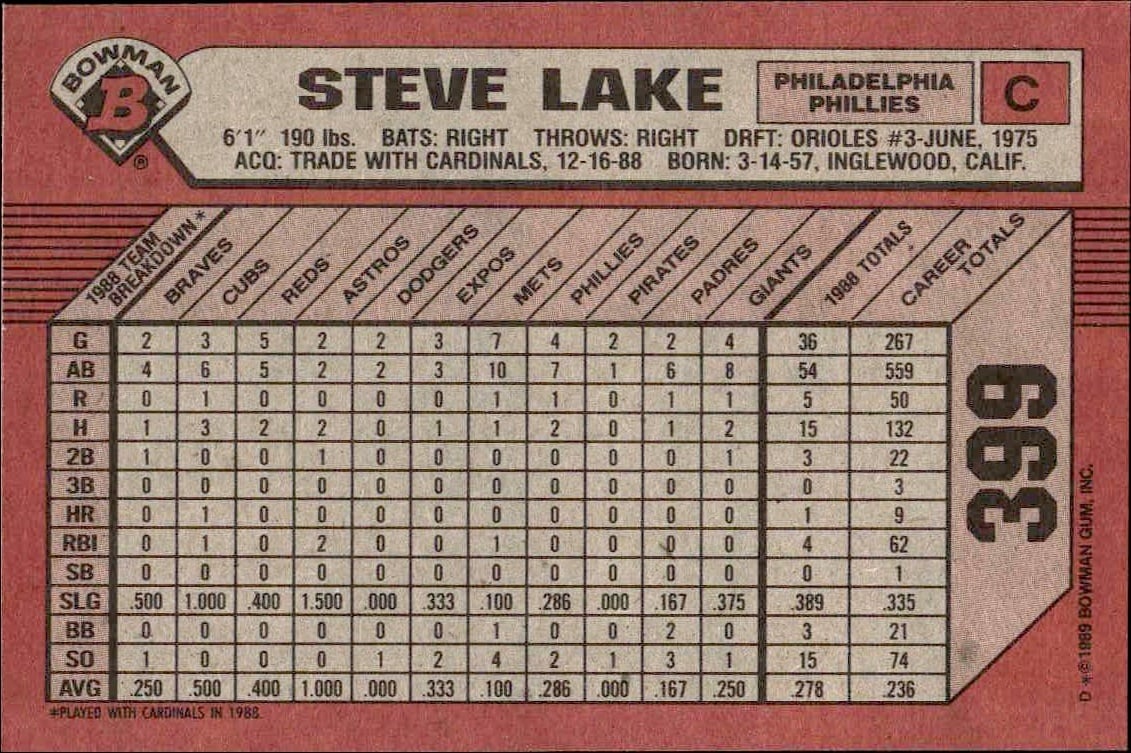 BOWMAN
B
®
STEVE LAKE
PHILADELPHIA
PHILLIES
C
6'1" 190 lbs. BATS: RIGHT THROWS: RIGHT DRFT: ORIOLES #3-JUNE, 1975
ACQ: TRADE WITH CARDINALS, 12-16-88 BORN: 3-14-57, INGLEWOOD, CALIF.
1988 TEAM BREAKDOWN* BRAVES CUBS REDS ASTROS DODGERS EXPOS METS PHILLIES PIRATES PADRES GIANTS 1988 TOTALS CAREER TOTALS
G 2 3 5 2 2 3 7 4 2 2 4 36 267
AB 4 6 5 2 2 3 10 7 1 6 8 54 559
R 0 1 0 0 0 0 1 1 0 1 1 5 50
H 1 3 2 2 0 1 1 2 0 1 2 15 132
2B 1 0 0 1 0 0 0 0 0 0 1 3 22
3B 0 0 0 0 0 0 0 0 0 0 0 0 3
HR 0 1 0 0 0 0 0 0 0 0 0 1 9
RBI 0 1 0 2 0 0 1 0 0 0 0 4 62
SB 0 0 0 0 0 0 0 0 0 0 0 0 1
SLG .500 1.000 .400 1.500 .000 .333 .100 .286 .000 .167 .375 .389 .335
BB 0 0 0 0 0 0 1 0 0 2 0 3 21
SO 1 0 0 0 1 2 4 2 1 3 1 15 74
AVG .250 .500 .400 1.000 .000 .333 .100 .286 .000 .167 .250 .278 .236
399
*PLAYED WITH CARDINALS IN 1988.
D *©1989 BOWMAN GUM, INC.